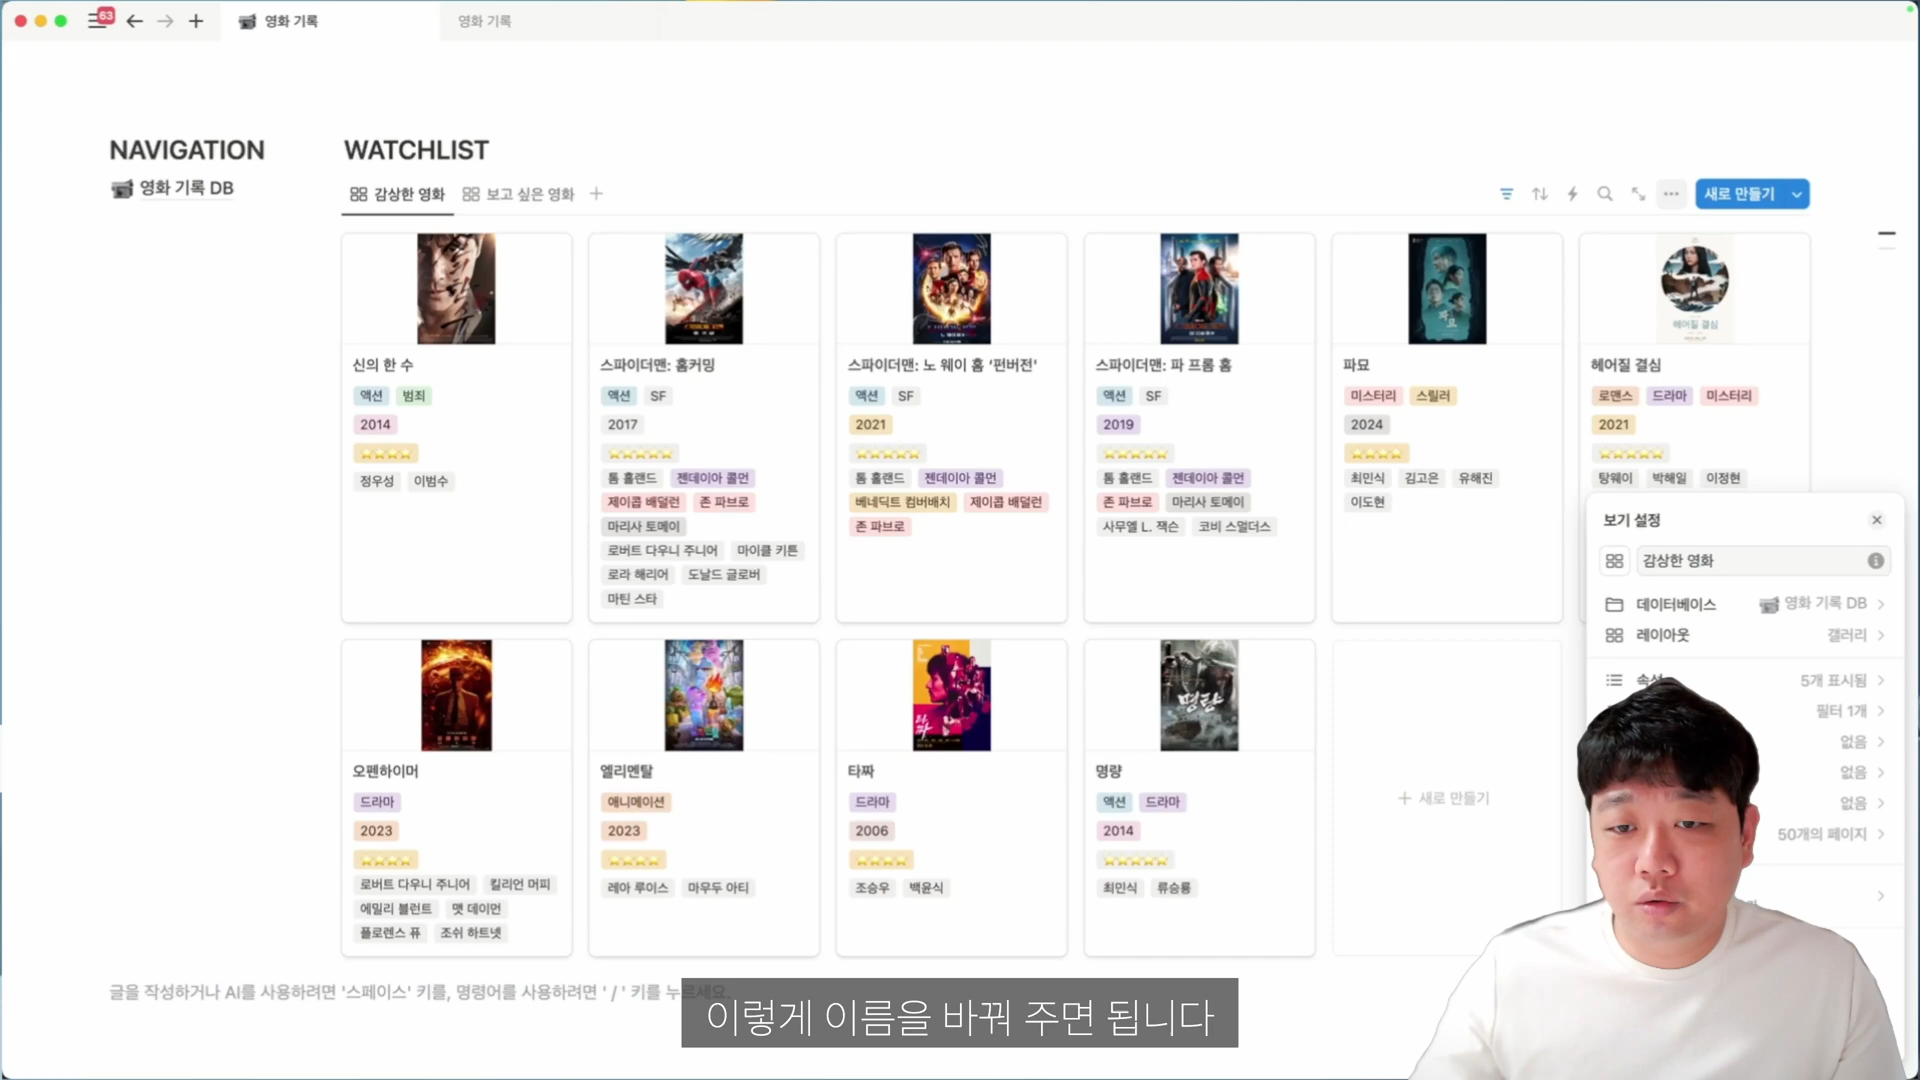 63
영화 기록
영화 기록
NAVIGATION
영화 기록 DB
WATCHLIST
감상한 영화
보고 싶은 영화
새로 만들기
신의 한 수
액션 범죄
2014
⭐⭐⭐⭐
정우성 이범수
스파이더맨: 홈커밍
액션 SF
2017
⭐⭐⭐⭐⭐
톰 홀랜드 젠데이아 콜먼
제이콥 배덜런 존 파브로
마리사 토메이
로버트 다우니 주니어 마이클 키튼
로라 해리어 도날드 글로버
마틴 스타
스파이더맨: 노 웨이 홈 ‘펀버전’
액션 SF
2021
⭐⭐⭐⭐⭐
톰 홀랜드 젠데이아 콜먼
베네딕트 컴버배치 제이콥 배덜런
존 파브로
스파이더맨: 파 프롬 홈
액션 SF
2019
⭐⭐⭐⭐⭐
톰 홀랜드 젠데이아 콜먼
존 파브로 마리사 토메이
사무엘 L. 잭슨 코비 스멀더스
파묘
파묘
미스터리 스릴러
2024
⭐⭐⭐⭐
최민식 김고은 유해진
이도현
헤어질 결심
헤어질 결심
로맨스 드라마 미스터리
2021
⭐⭐⭐⭐⭐
탕웨이 박해일 이정현
오펜하이머
드라마
2023
⭐⭐⭐⭐
로버트 다우니 주니어 킬리언 머피
에밀리 블런트 맷 데이먼
플로렌스 퓨 조쉬 하트넷
엘리멘탈
애니메이션
2023
⭐⭐⭐⭐
레아 루이스 마무두 아티
타짜
타짜
드라마
2006
⭐⭐⭐⭐
조승우 백윤식
명량
명량
액션 드라마
2014
⭐⭐⭐⭐⭐
최민식 류승룡
새로 만들기
보기 설정
감상한 영화
데이터베이스 영화 기록 DB
레이아웃 갤러리
속성 5개 표시됨
필터 1개
없음
없음
없음
50개의 페이지
글을 작성하거나 AI를 사용하려면 '스페이스' 키를, 명령어를 사용하려면 ' / ' 키를 누르세요.
이렇게 이름을 바꿔 주면 됩니다